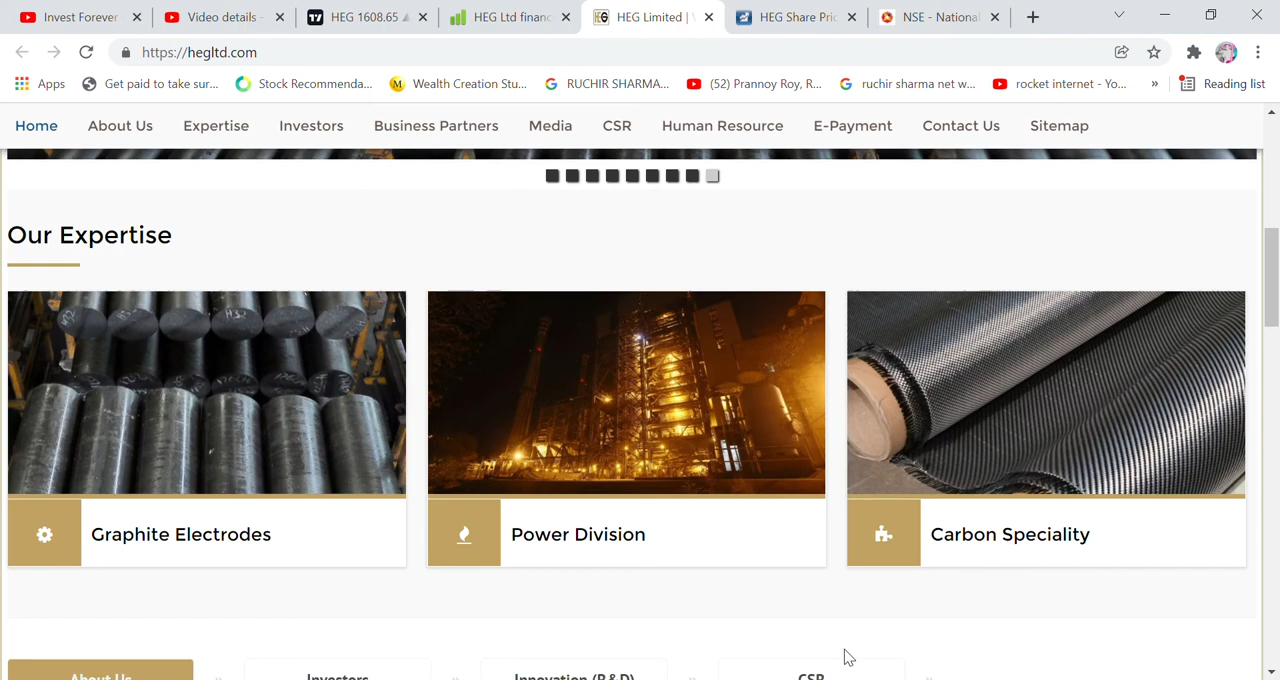 Invest Forever
Video details -
HEG 1608.65
HEG Ltd financ
HEG Limited |
HEG Share Pric
NSE - National
https://hegltd.com
Apps
Get paid to take sur...
Stock Recommenda...
Wealth Creation Stu...
RUCHIR SHARMA...
(52) Prannoy Roy, R...
ruchir sharma net w...
rocket internet - Yo...
»
Reading list
Home
About Us
Expertise
Investors
Business Partners
Media
CSR
Human Resource
E-Payment
Contact Us
Sitemap
Our Expertise
Graphite Electrodes
Power Division
Carbon Speciality
About Us
Investors
Innovation (R&D)
CSR